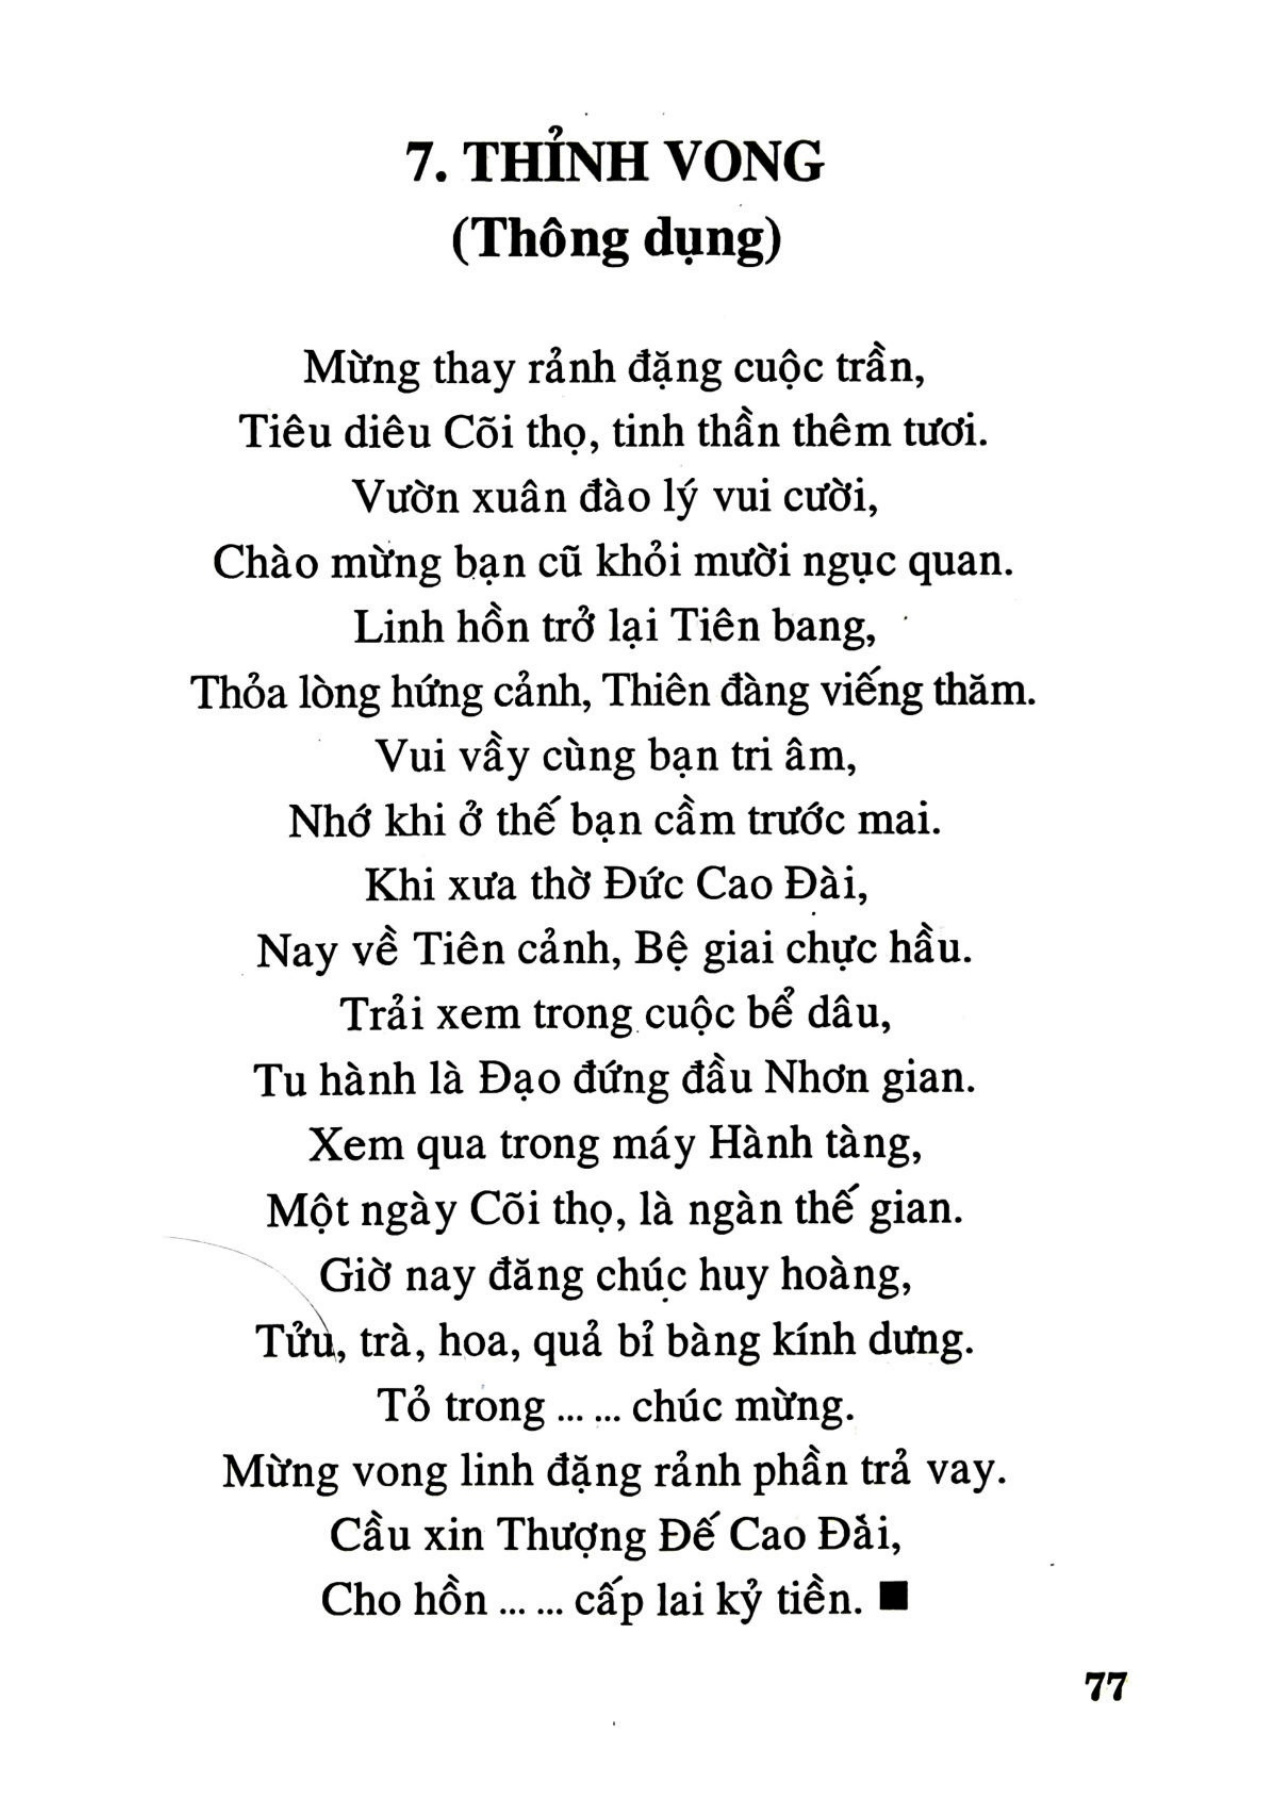 7. THỈNH VONG
(Thông dụng)
Mừng thay rảnh đặng cuộc trần,
Tiêu diêu Cõi thọ, tinh thần thêm tươi.
Vườn xuân đào lý vui cười,
Chào mừng bạn cũ khỏi mười ngục quan.
Linh hồn trở lại Tiên bang,
Thỏa lòng hứng cảnh, Thiên đàng viếng thăm.
Vui vầy cùng bạn tri âm,
Nhớ khi ở thế bạn cầm trước mai.
Khi xưa thờ Đức Cao Đài,
Nay về Tiên cảnh, Bệ giai chực hầu.
Trải xem trong cuộc bể dâu,
Tu hành là Đạo đứng đầu Nhơn gian.
Xem qua trong máy Hành tàng,
Một ngày Cõi thọ, là ngàn thế gian.
Giờ nay đăng chúc huy hoàng,
Tửu, trà, hoa, quả bỉ bàng kính dưng.
Tỏ trong ... ... chúc mừng.
Mừng vong linh đặng rảnh phần trả vay.
Cầu xin Thượng Đế Cao Đài,
Cho hồn ... ... cấp lai kỷ tiền. ■
77